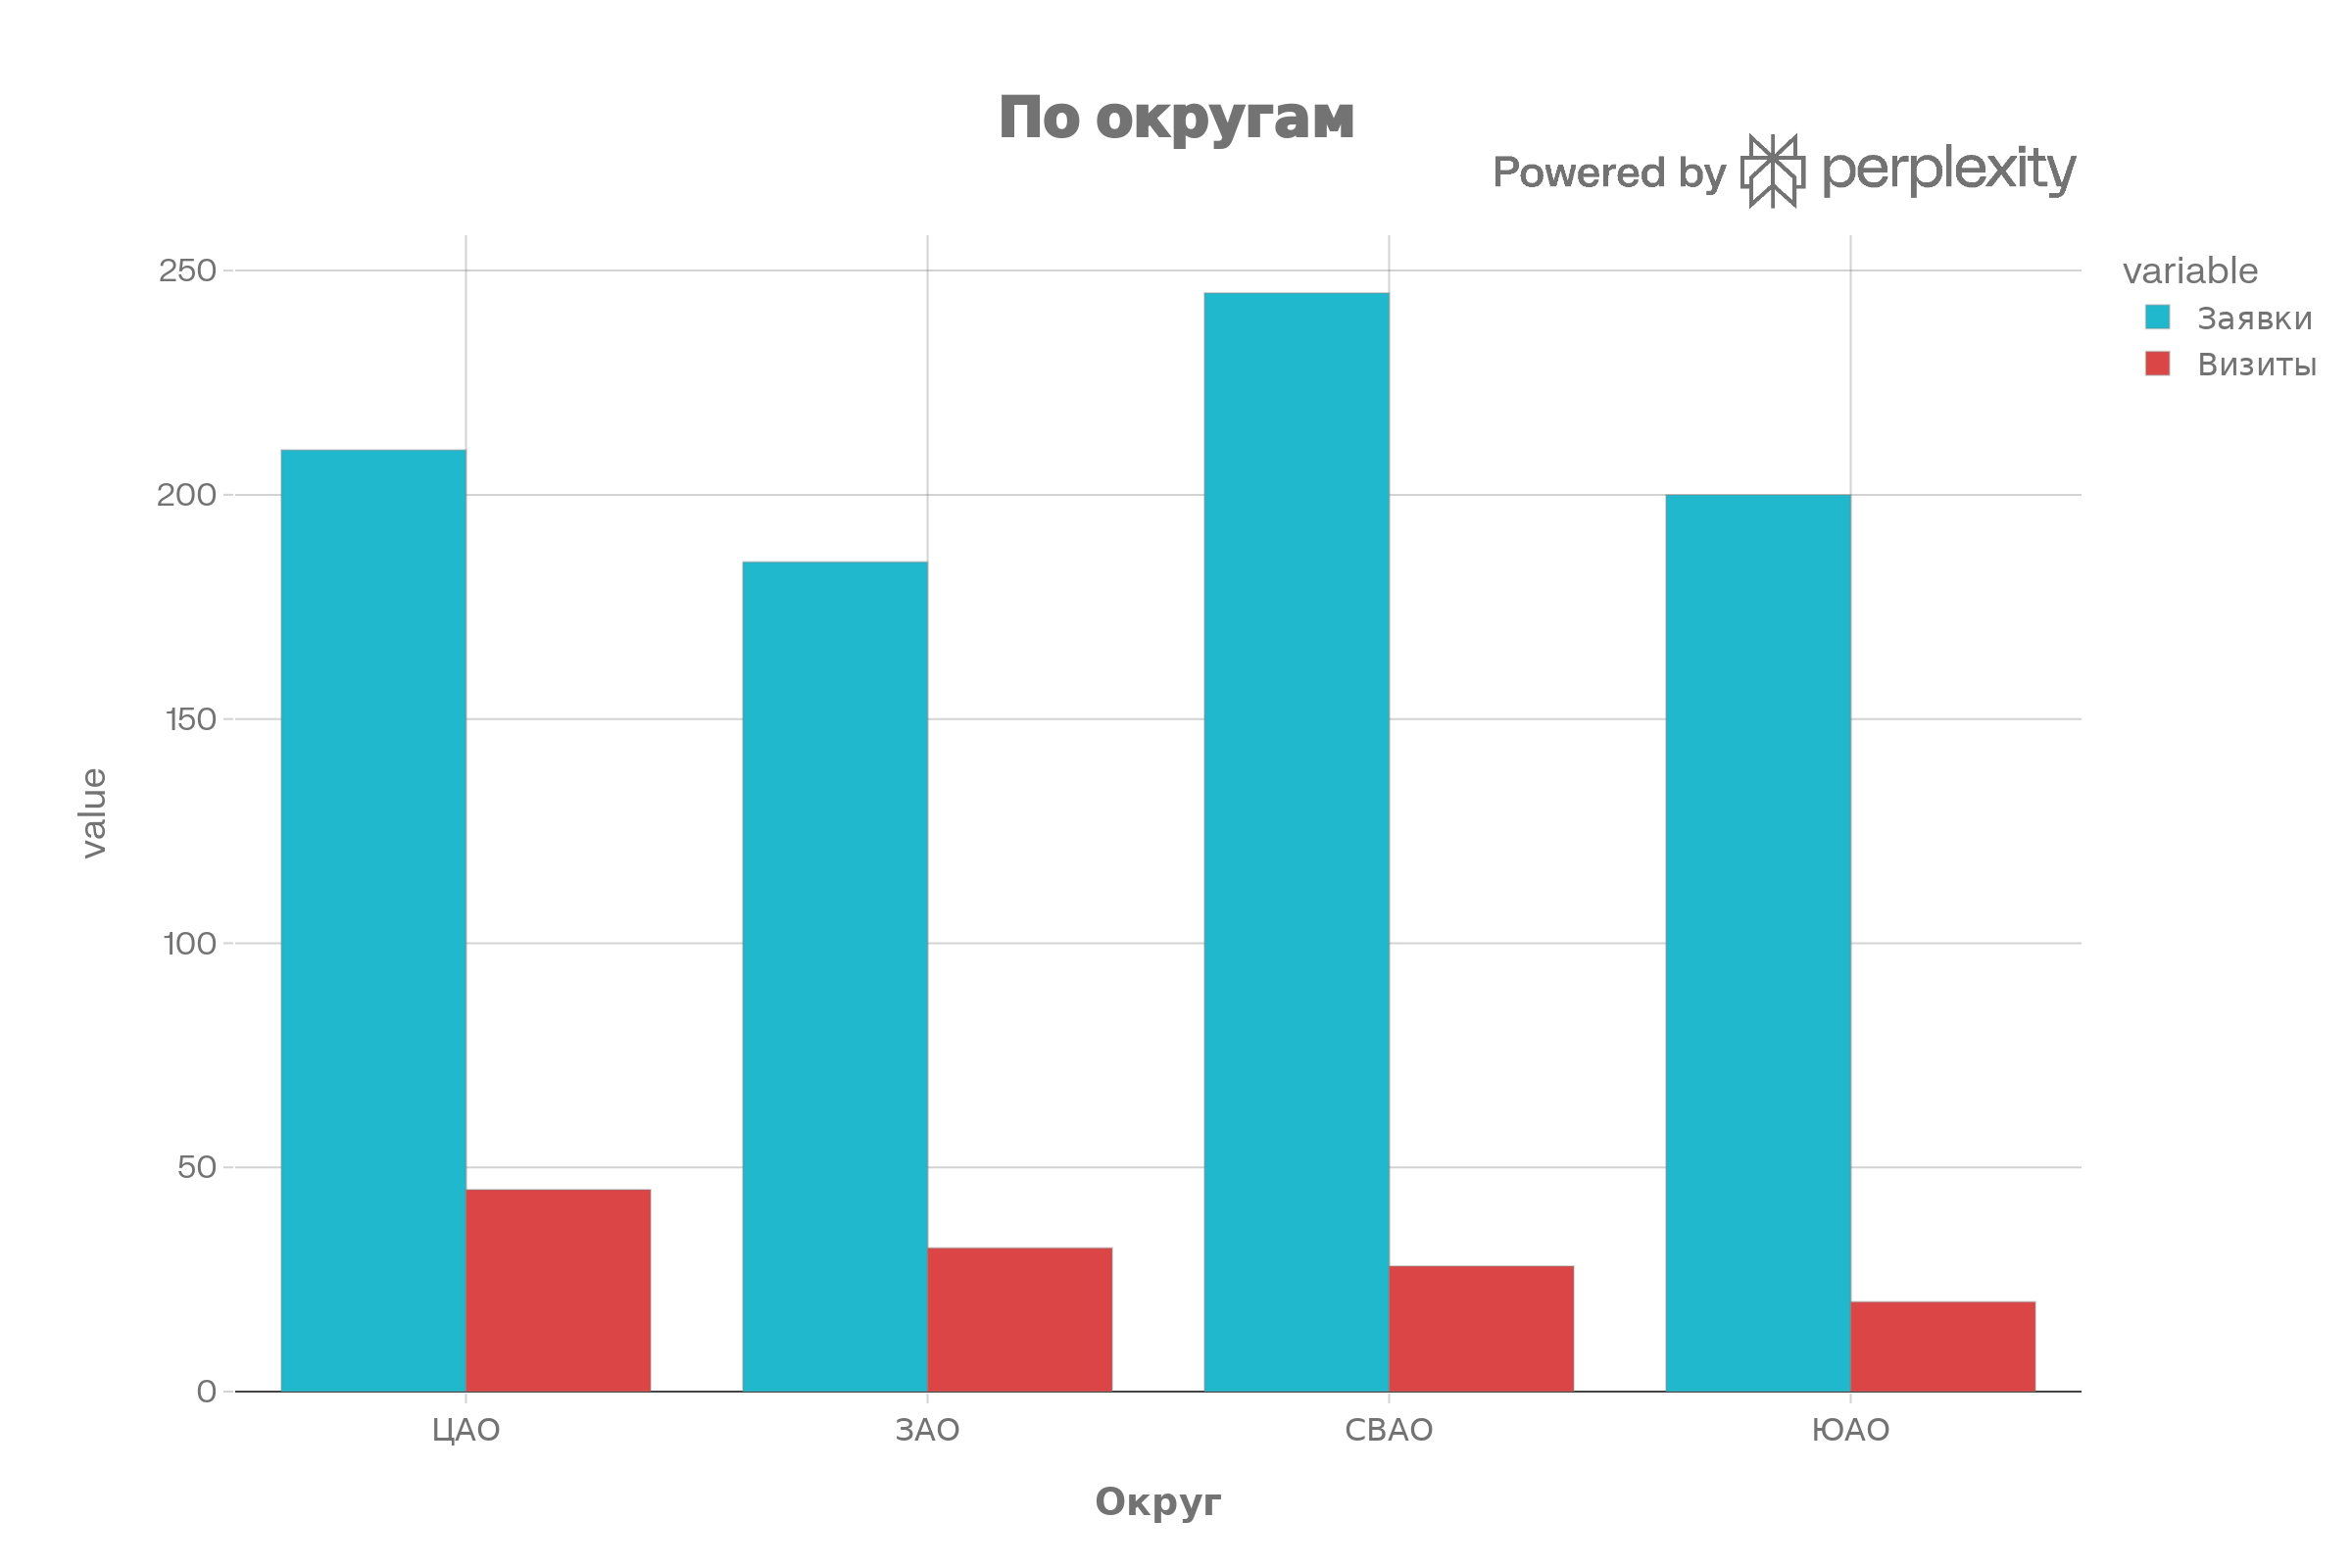 По округам
Powered by perplexity
250
200
150
100
50
0
value
variable
Заявки
Визиты
ЦАО
ЗАО
СВАО
ЮАО
Округ